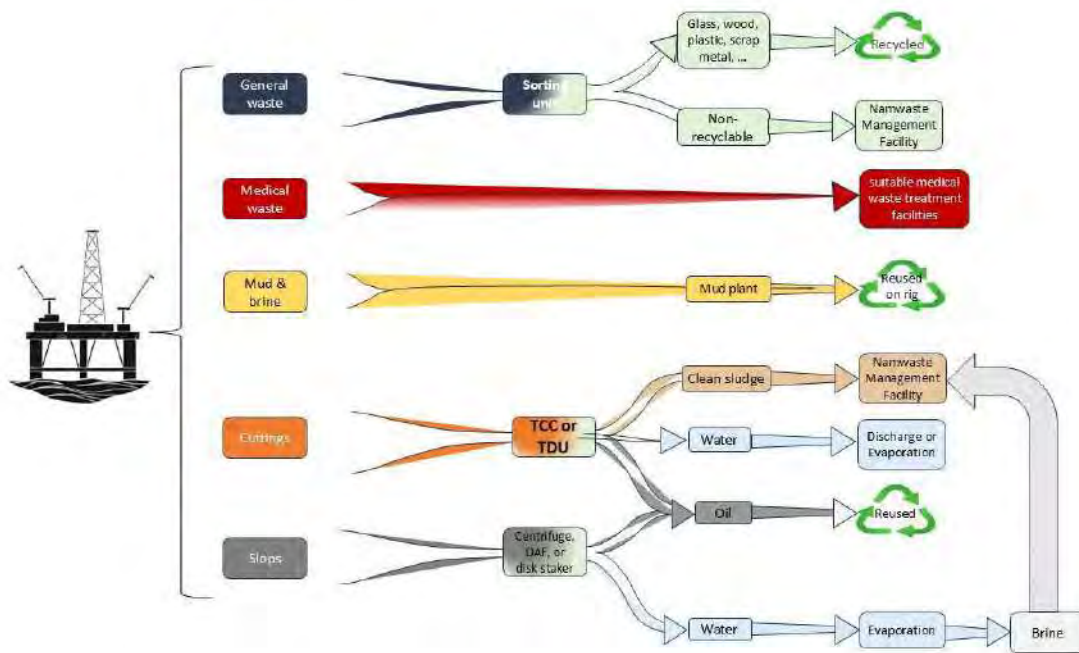 General
waste
Sorting
unit
Glass, wood,
plastic, scrap
metal, ...
Recycled
Non-
recyclable
Namwaste
Management
Facility
Medical
waste
suitable medical
waste treatment
facilities
Mud &
brine
Mud plant
Reused
on rig
Cuttings
TCC or
TDU
Clean sludge
Namwaste
Management
Facility
Water
Discharge or
Evaporation
Oil
Reused
Slops
Centrifuge,
DAF, or
disk staker
Water
Evaporation
Brine